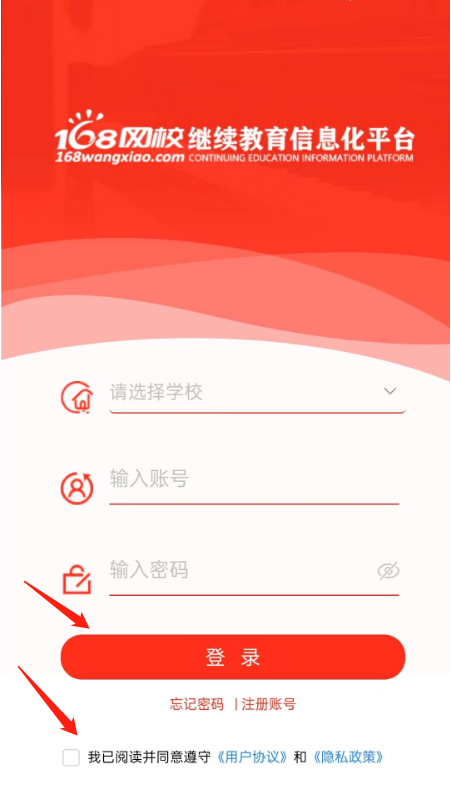 168网校继续教育信息化平台
168wangxiao.com CONTINUING EDUCATION INFORMATION PLATFORM
请选择学校
输入账号
输入密码
登 录
忘记密码 | 注册账号
我已阅读并同意遵守《用户协议》和《隐私政策》